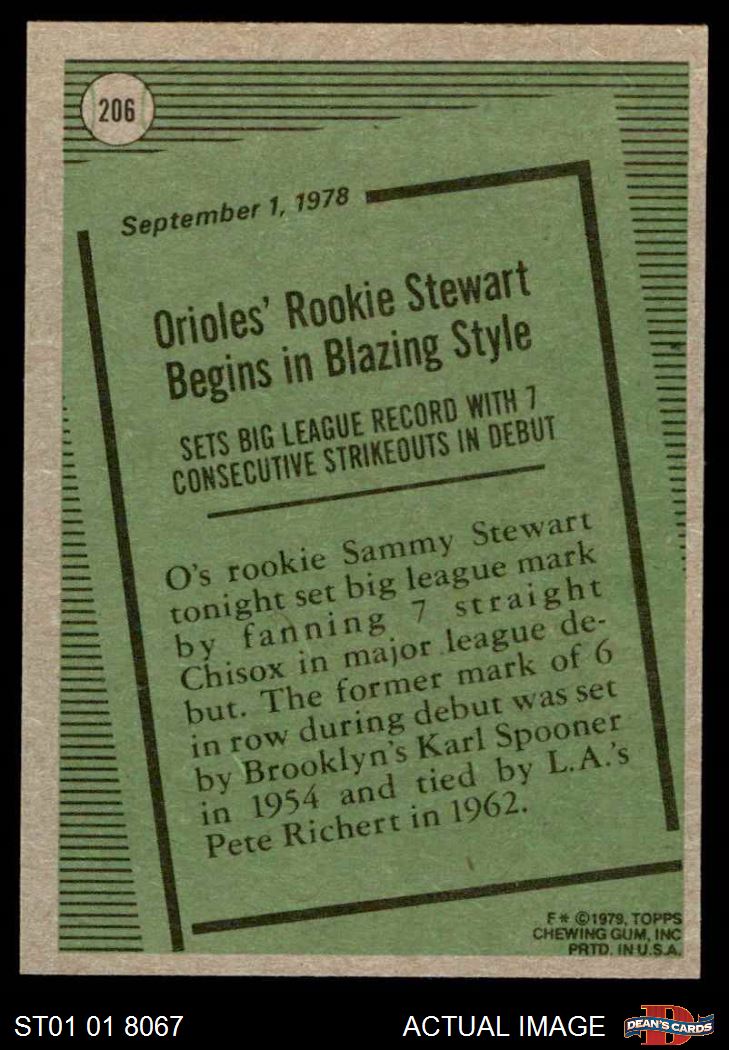 206
September 1, 1978
Orioles' Rookie Stewart
Begins in Blazing Style
SETS BIG LEAGUE RECORD WITH 7
CONSECUTIVE STRIKEOUTS IN DEBUT
O's rookie Sammy Stewart
tonight set big league mark
by fanning 7 straight
Chisox in major league de-
but. The former mark of 6
in row during debut was set
by Brooklyn's Karl Spooner
in 1954 and tied by L.A.'s
Pete Richert in 1962.
F* ©1979, TOPPS
CHEWING GUM, INC
PRTD. IN U.S.A.
ST01 01 8067
ACTUAL IMAGE
D
DEAN'S CARDS